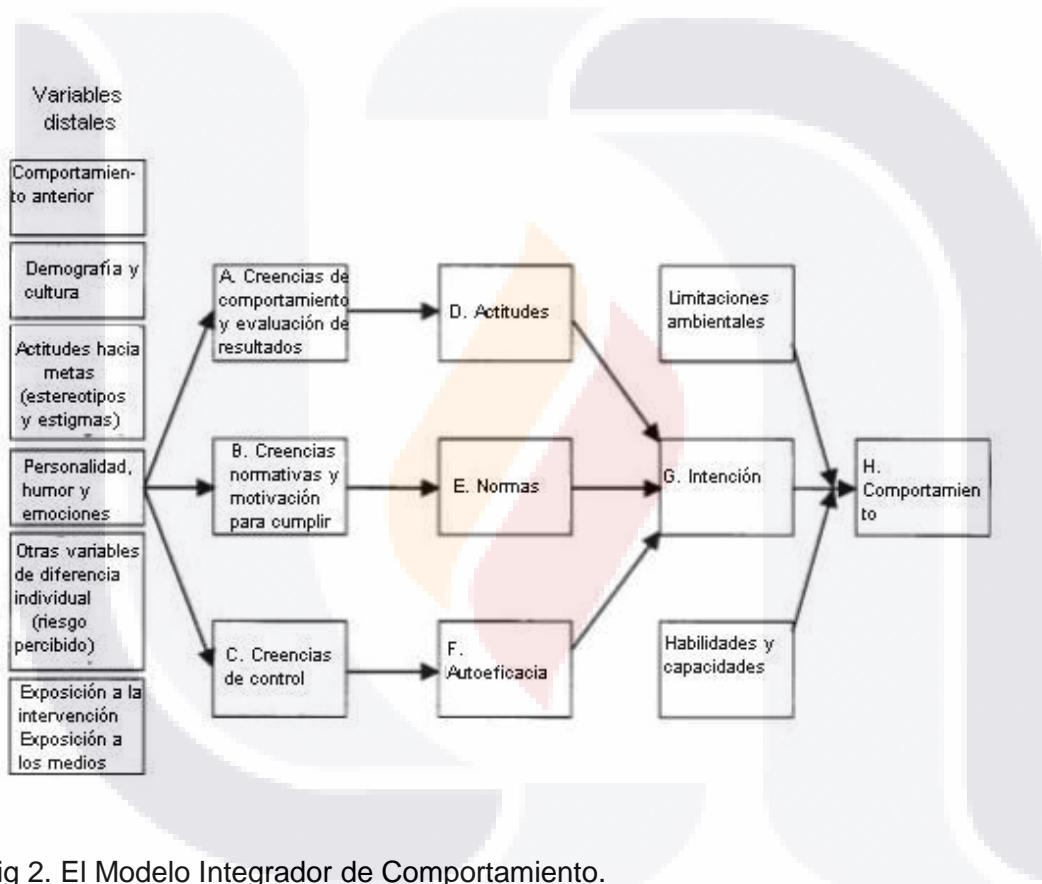 Variables
distales
Comportamien-
to anterior
Demografía y
cultura
Actitudes hacia
metas
(estereotipos
y estigmas)
Personalidad,
humor y
emociones
Otras variables
de diferencia
individual
(riesgo
percibido)
Exposición a la
intervención
Exposición a
los medios
A. Creencias de
comportamiento
y evaluación de
resultados
B. Creencias
normativas y
motivación
para cumplir
C. Creencias
de control
D. Actitudes
E. Normas
F.
Autoeficacia
Limitaciones
ambientales
G. Intención
Habilidades y
capacidades
H.
Comportamien
to
ig 2. El Modelo Integrador de Comportamiento.